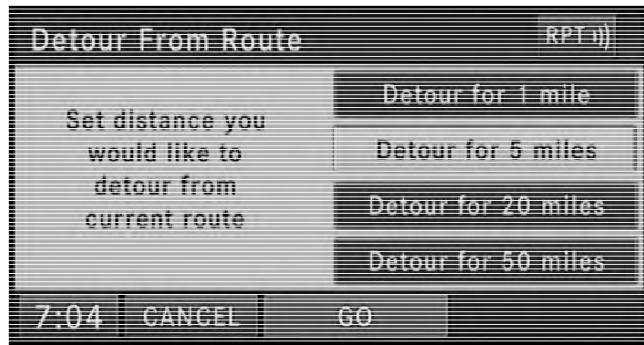 Detour From Route
RPT
Set distance you
would like to
detour from
current route
Detour for 1 mile
Detour for 5 miles
Detour for 20 miles
Detour for 50 miles
7:04
CANCEL
GO